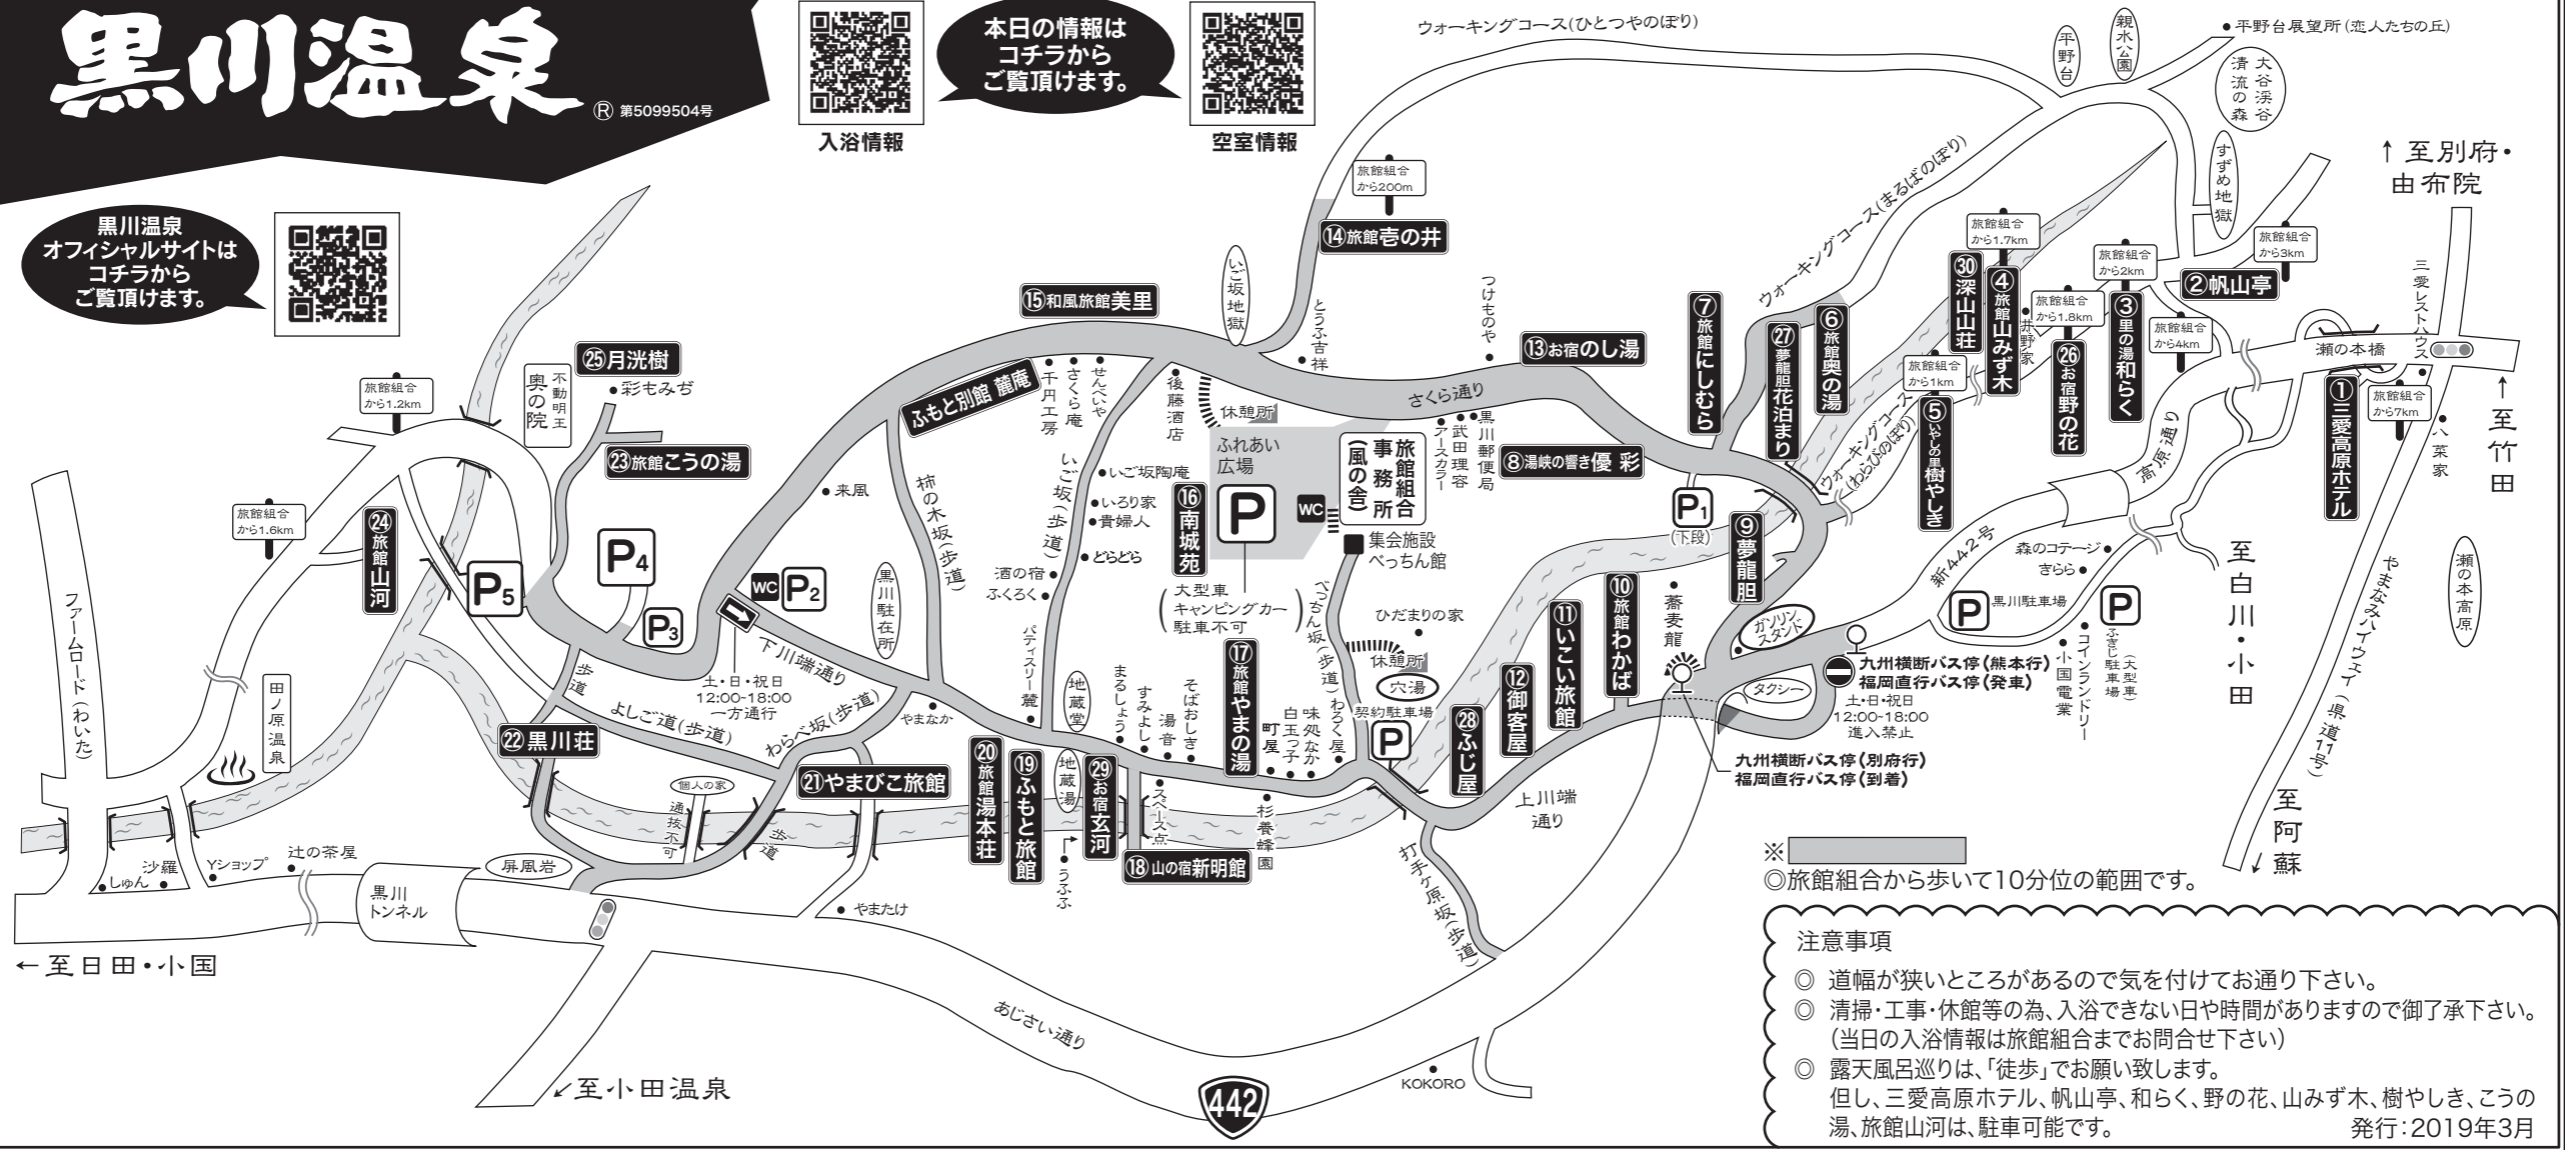 黒川温泉
Ⓡ 第5099504号
入浴情報
本日の情報は
コチラから
ご覧頂けます。
空室情報
黒川温泉
オフィシャルサイトは
コチラから
ご覧頂けます。
ウォーキングコース(ひとつやのぼり)
平野台
親水公園
平野台展望所(恋人たちの丘)
大谷渓谷
清流の森
すずめ地獄
↑至別府・
由布院
旅館組合
から200m
⑭旅館壱の井
ウォーキングコース(まるばのぼり)
旅館組合
から1.7km
㉚深山山荘
④旅館山みず木
井野家
旅館組合
から1.8km
㉖お宿野の花
旅館組合
から2km
③里の湯和らく
旅館組合
から3km
②帆山亭
旅館組合
から4km
三愛レストハウス
瀬の本橋
①三愛高原ホテル
旅館組合
から7km
八菜家
↑至竹田
瀬の本高原
やまなみハイウェイ(県道11号)
至阿蘇
至白川・小田
高原通り
新442号
森のコテージ
きらら
P 黒川駐車場
P
ふきじ駐車場
(大型車)
コインランドリー
小国電業
旅館組合
から1km
⑤いやしの里樹やしき
ウォーキングコース
(わらびのぼり)
⑥旅館奥の湯
㉗夢龍胆花泊まり
⑦旅館にしむら
⑬お宿のし湯
つけものや
さくら通り
黒川郵便局
武田理容
アースカラー
⑧湯峡の響き優彩
P1
(下段)
⑨夢龍胆
ガソリン
スタンド
九州横断バス停(熊本行)
福岡直行バス停(発車)
土・日・祝日
12:00-18:00
進入禁止
タクシー
九州横断バス停(別府行)
福岡直行バス停(到着)
蕎麦龍
⑩旅館わかば
⑪いこい旅館
⑫御客屋
㉘ふじ屋
上川端
通り
打手ヶ原坂(歩道)
いご坂地獄
とうふ吉祥
⑮和風旅館美里
ふもと別館 麓庵
千円工房
さくら庵
せんべいや
後藤酒店
休憩所
ふれあい
広場
P
WC
旅館組合
事務所
(風の舎)
集会施設
べっちん館
⑯南城苑
大型車
キャンピングカー
駐車不可
べっちん坂(歩道)
ひだまりの家
休憩所
穴湯
契約駐車場
P
いご坂(歩道)
いご坂陶庵
いろり家
貴婦人
どらどら
酒の宿
ふくろく
パティスリー麓
柿の木坂(歩道)
来風
黒川駐在所
WC P2
下川端通り
土・日・祝日
12:00-18:00
一方通行
やまなか
地蔵堂
地蔵湯
まるしょう
すみよし
湯音
そばおしぎ
⑰旅館やまの湯
町屋
白玉っ子
味処なか
わろく屋
杉養蜂園
スペース点
⑱山の宿新明館
㉙お宿玄河
うふふ
⑲ふもと旅館
⑳旅館湯本荘
㉑やまびこ旅館
わらべ坂(歩道)
よしご道(歩道)
歩道
㉒黒川荘
個人の家
通抜不可
歩道
やまたけ
屏風岩
P3
P4
P5
㉕月洸樹
彩もみぢ
不動明王
奥の院
㉓旅館こうの湯
旅館組合
から1.2km
旅館組合
から1.6km
㉔旅館山河
ファームロード(わいた)
田ノ原温泉
しゅん
沙羅
Yショップ
辻の茶屋
黒川
トンネル
←至日田・小国
↙至小田温泉
あじさい通り
442
KOKORO
※
◎旅館組合から歩いて10分位の範囲です。
注意事項
◎ 道幅が狭いところがあるので気を付けてお通り下さい。
◎ 清掃・工事・休館等の為、入浴できない日や時間がありますので御了承下さい。
(当日の入浴情報は旅館組合までお問合せ下さい)
◎ 露天風呂巡りは、「徒歩」でお願い致します。
但し、三愛高原ホテル、帆山亭、和らく、野の花、山みず木、樹やしき、こうの
湯、旅館山河は、駐車可能です。
発行:2019年3月